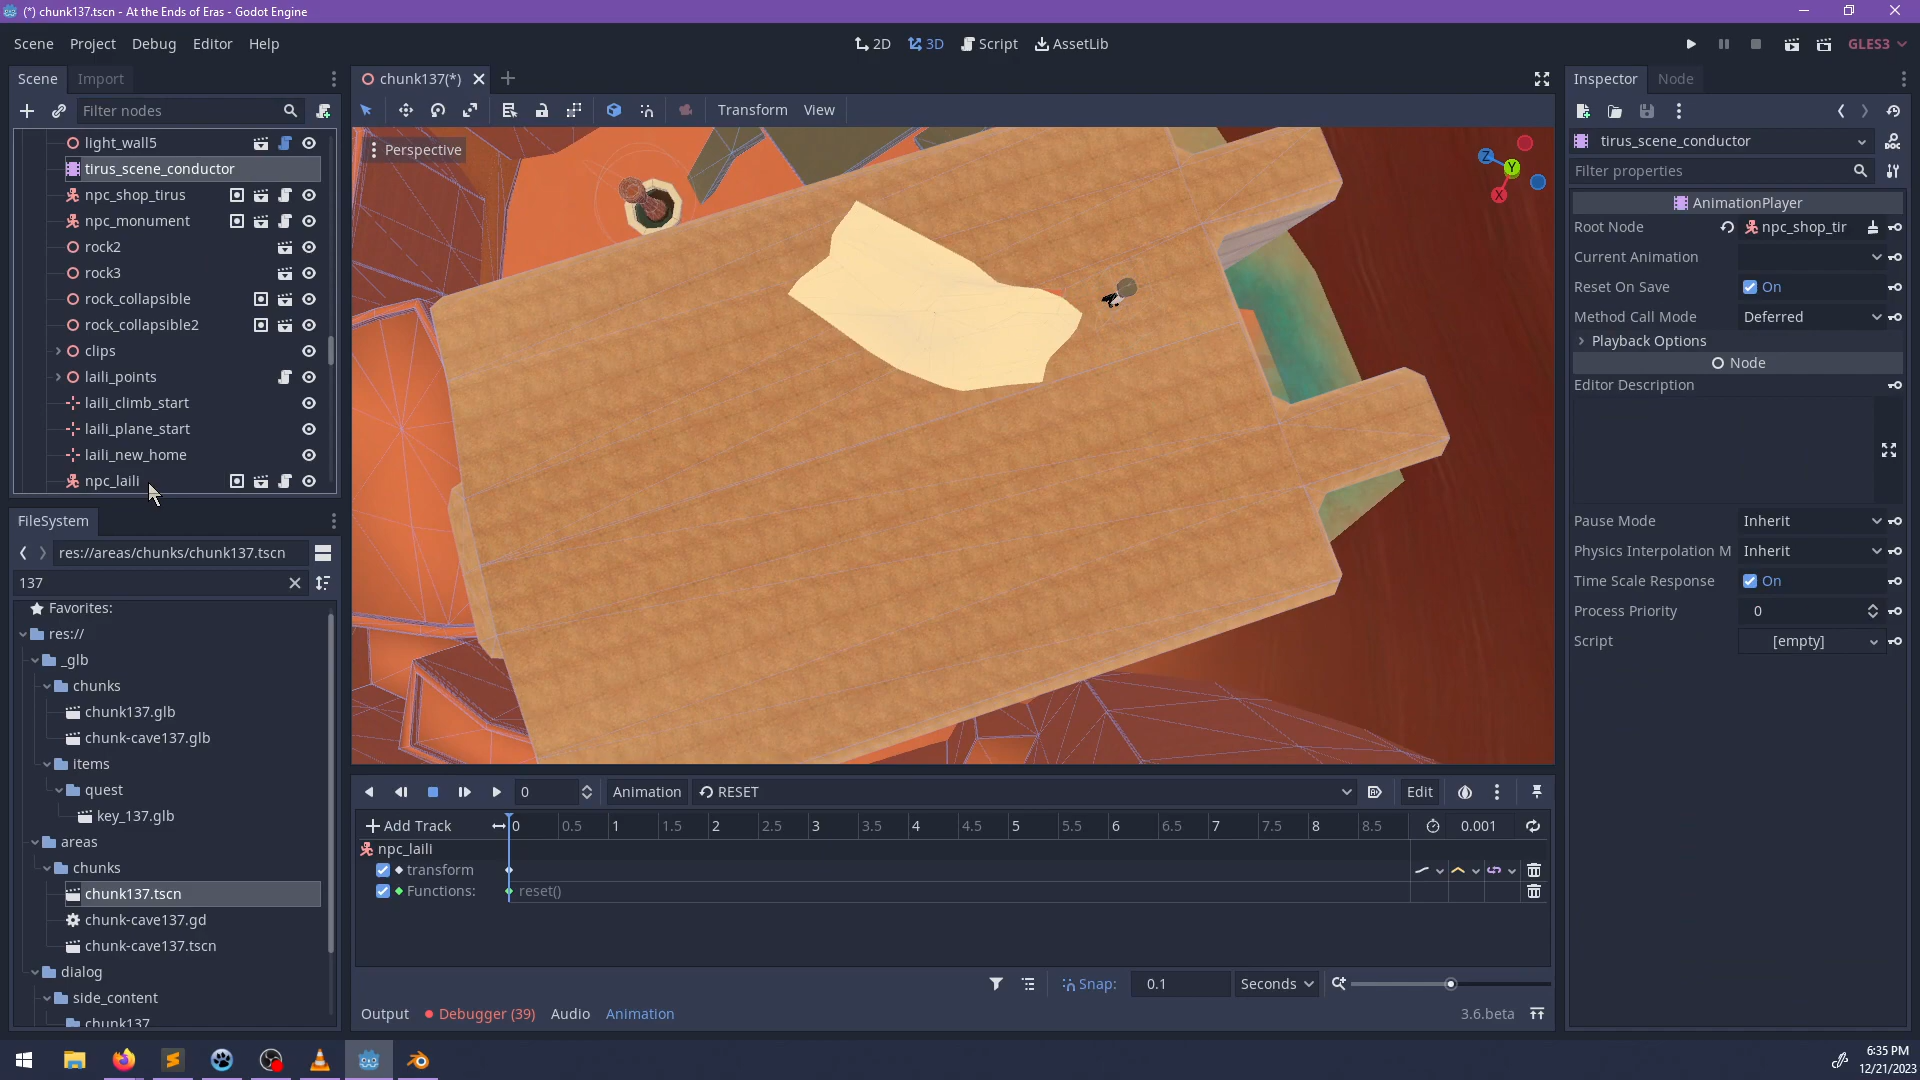 (*) chunk137.tscn - At the Ends of Eras - Godot Engine
Scene Project Debug Editor Help
2D 3D Script AssetLib
GLES3
Scene Import
chunk137(*)
Inspector Node
Filter nodes
Transform View
light_wall5
tirus_scene_conductor
npc_shop_tirus
npc_monument
rock2
rock3
rock_collapsible
rock_collapsible2
clips
laili_points
laili_climb_start
laili_plane_start
laili_new_home
npc_laili
Perspective
Z
Y
X
tirus_scene_conductor
Filter properties
AnimationPlayer
Root Node npc_shop_tir
Current Animation
Reset On Save On
Method Call Mode Deferred
Playback Options
Node
Editor Description
Pause Mode Inherit
Physics Interpolation M Inherit
Time Scale Response On
Process Priority 0
Script [empty]
FileSystem
res://areas/chunks/chunk137.tscn
137
Favorites:
res://
_glb
chunks
chunk137.glb
chunk-cave137.glb
items
quest
key_137.glb
areas
chunks
chunk137.tscn
chunk-cave137.gd
chunk-cave137.tscn
dialog
side_content
chunk137
0 Animation RESET Edit
Add Track 0 0.5 1 1.5 2 2.5 3 3.5 4 4.5 5 5.5 6 6.5 7 7.5 8 8.5 0.001
npc_laili
transform
Functions: reset()
Snap: 0.1 Seconds
Output Debugger (39) Audio Animation 3.6.beta
6:35 PM
12/21/2023